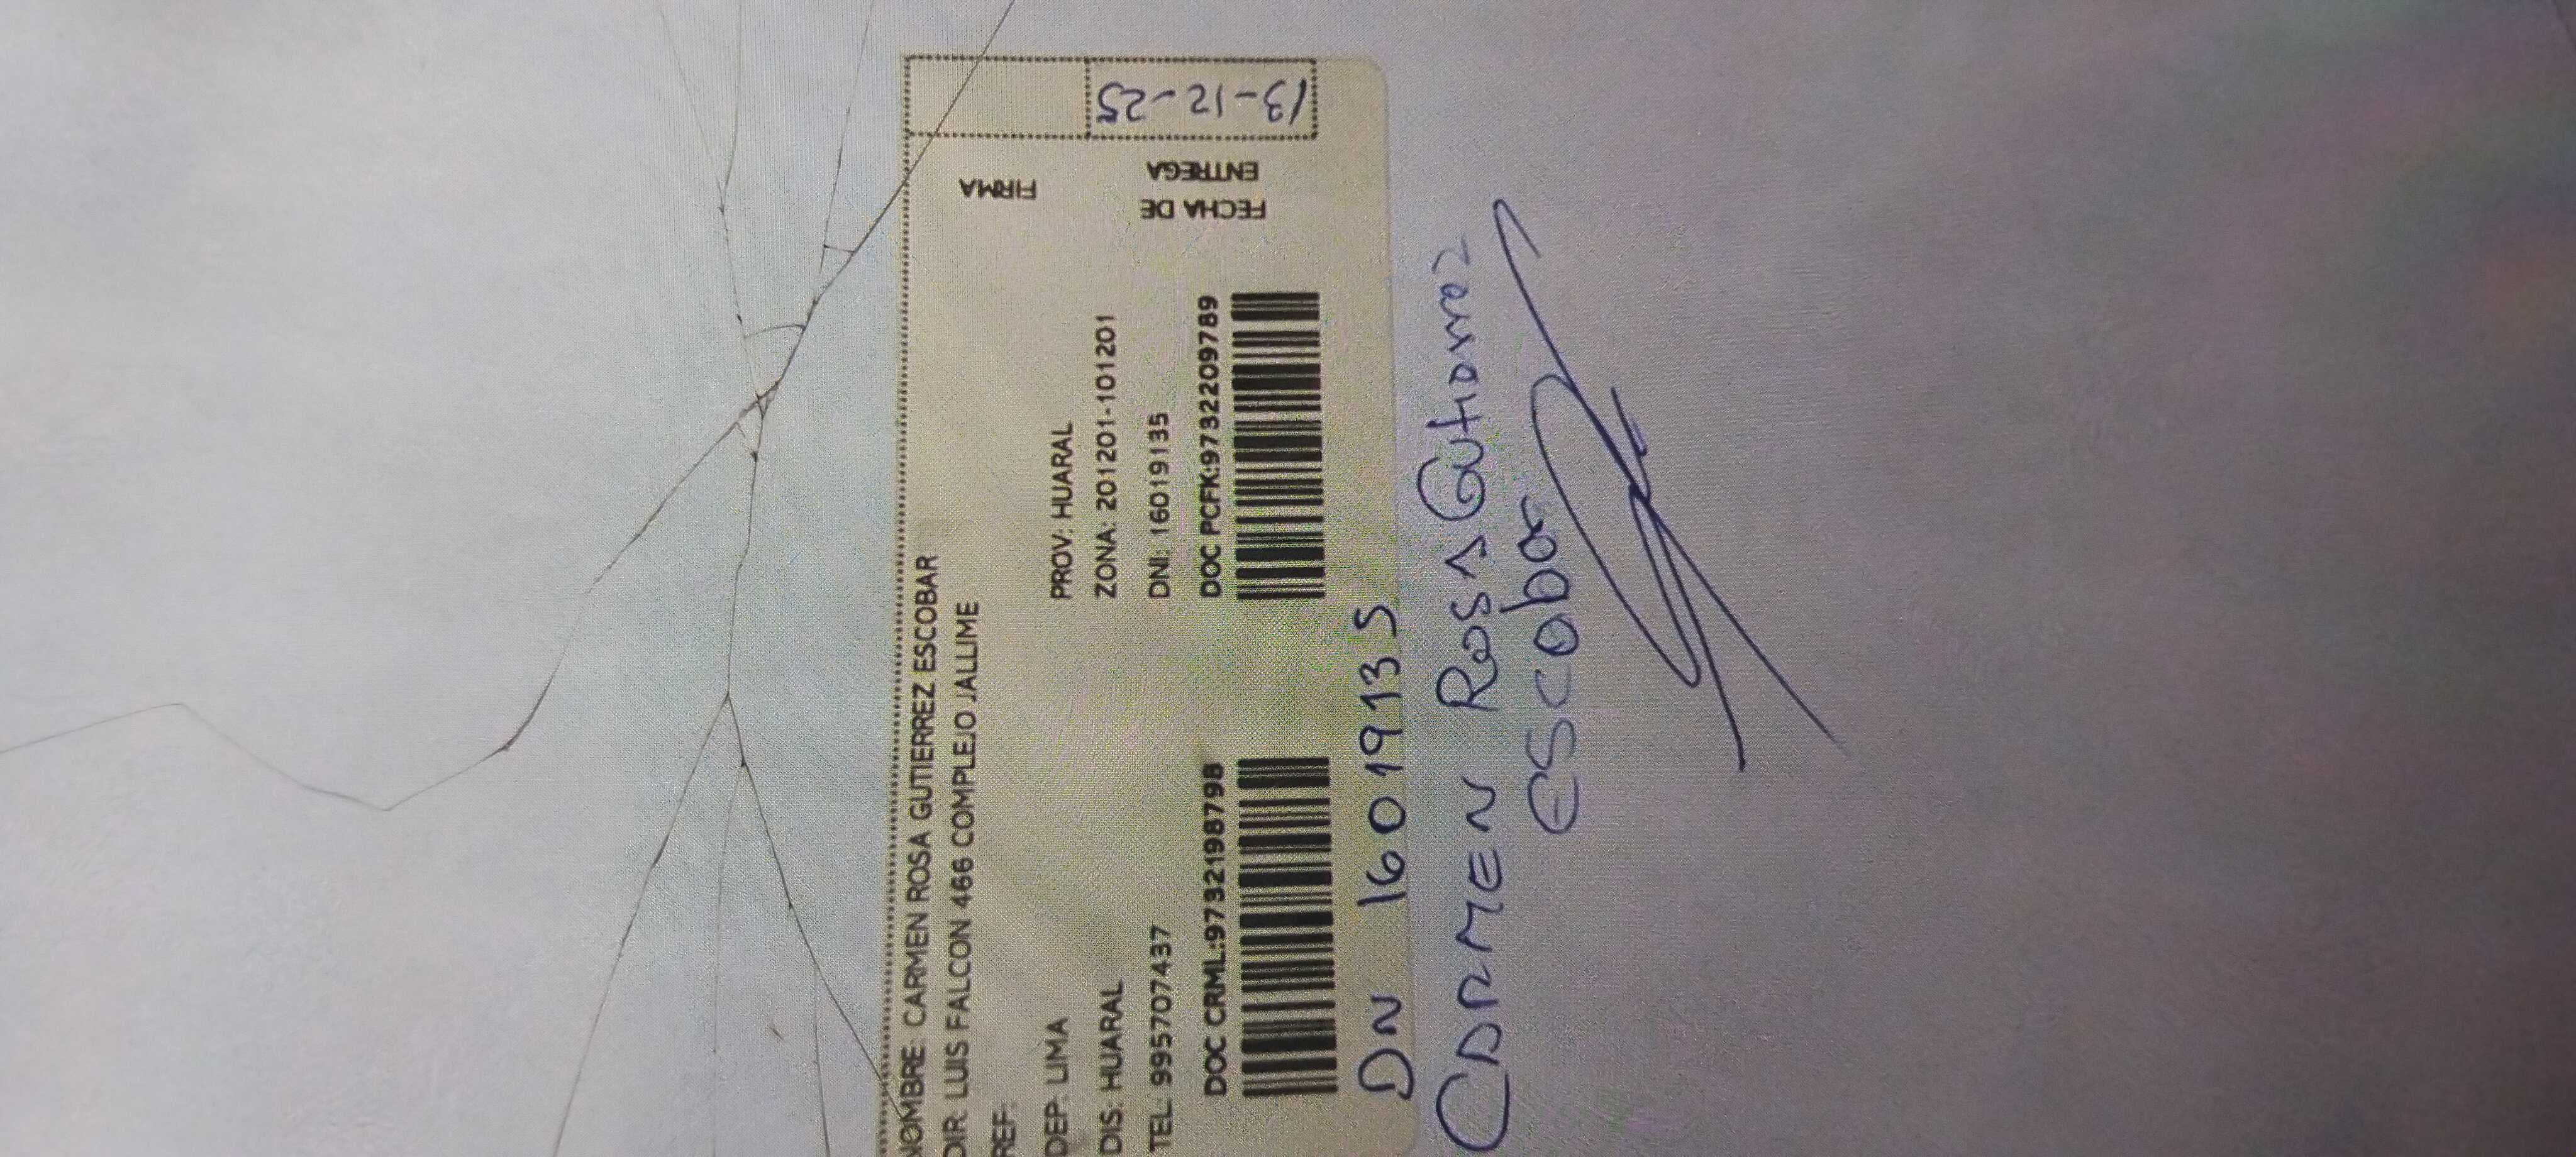 NOMBRE: CARMEN ROSA GUTIERREZ ESCOBAR
DIR: LUIS FALCON 466 COMPLEJO JALLIME
REF:
DEP: LIMA PROV: HUARAL
DIS: HUARAL ZONA: 201201-101201
TEL: 995707437 DNI: 16019135
DOC CRML:9732198798 DOC PCFK:9732209789
FIRMA
FECHA DE
ENTREGA
13-12-25
DN 16019135
CARMEN ROSA Gutierrez
Escobar